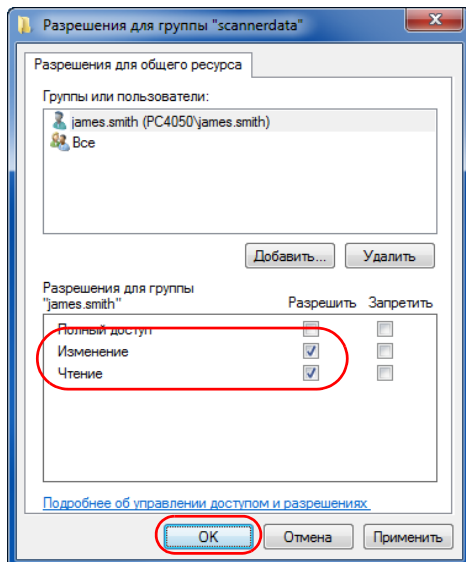 Разрешения для группы "scannerdata"
Разрешения для общего ресурса
Группы или пользователи:
james.smith (PC4050\james.smith)
Все
Добавить... Удалить
Разрешения для группы
"james.smith" Разрешить Запретить
Полный доступ
Изменение
Чтение
Подробнее об управлении доступом и разрешениях
OK Отмена Применить